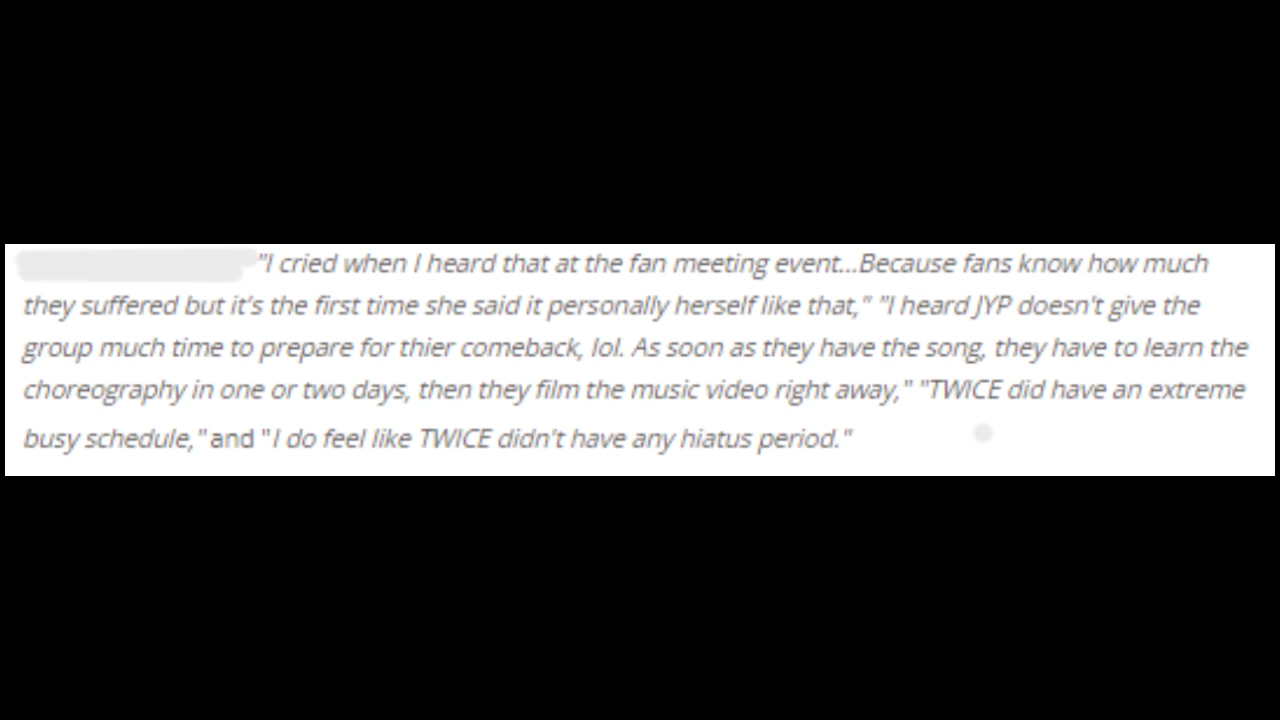 "I cried when I heard that at the fan meeting event...Because fans know how much
they suffered but it's the first time she said it personally herself like that," "I heard JYP doesn't give the
group much time to prepare for thier comeback, lol. As soon as they have the song, they have to learn the
choreography in one or two days, then they film the music video right away," "TWICE did have an extreme
busy schedule," and "I do feel like TWICE didn't have any hiatus period."